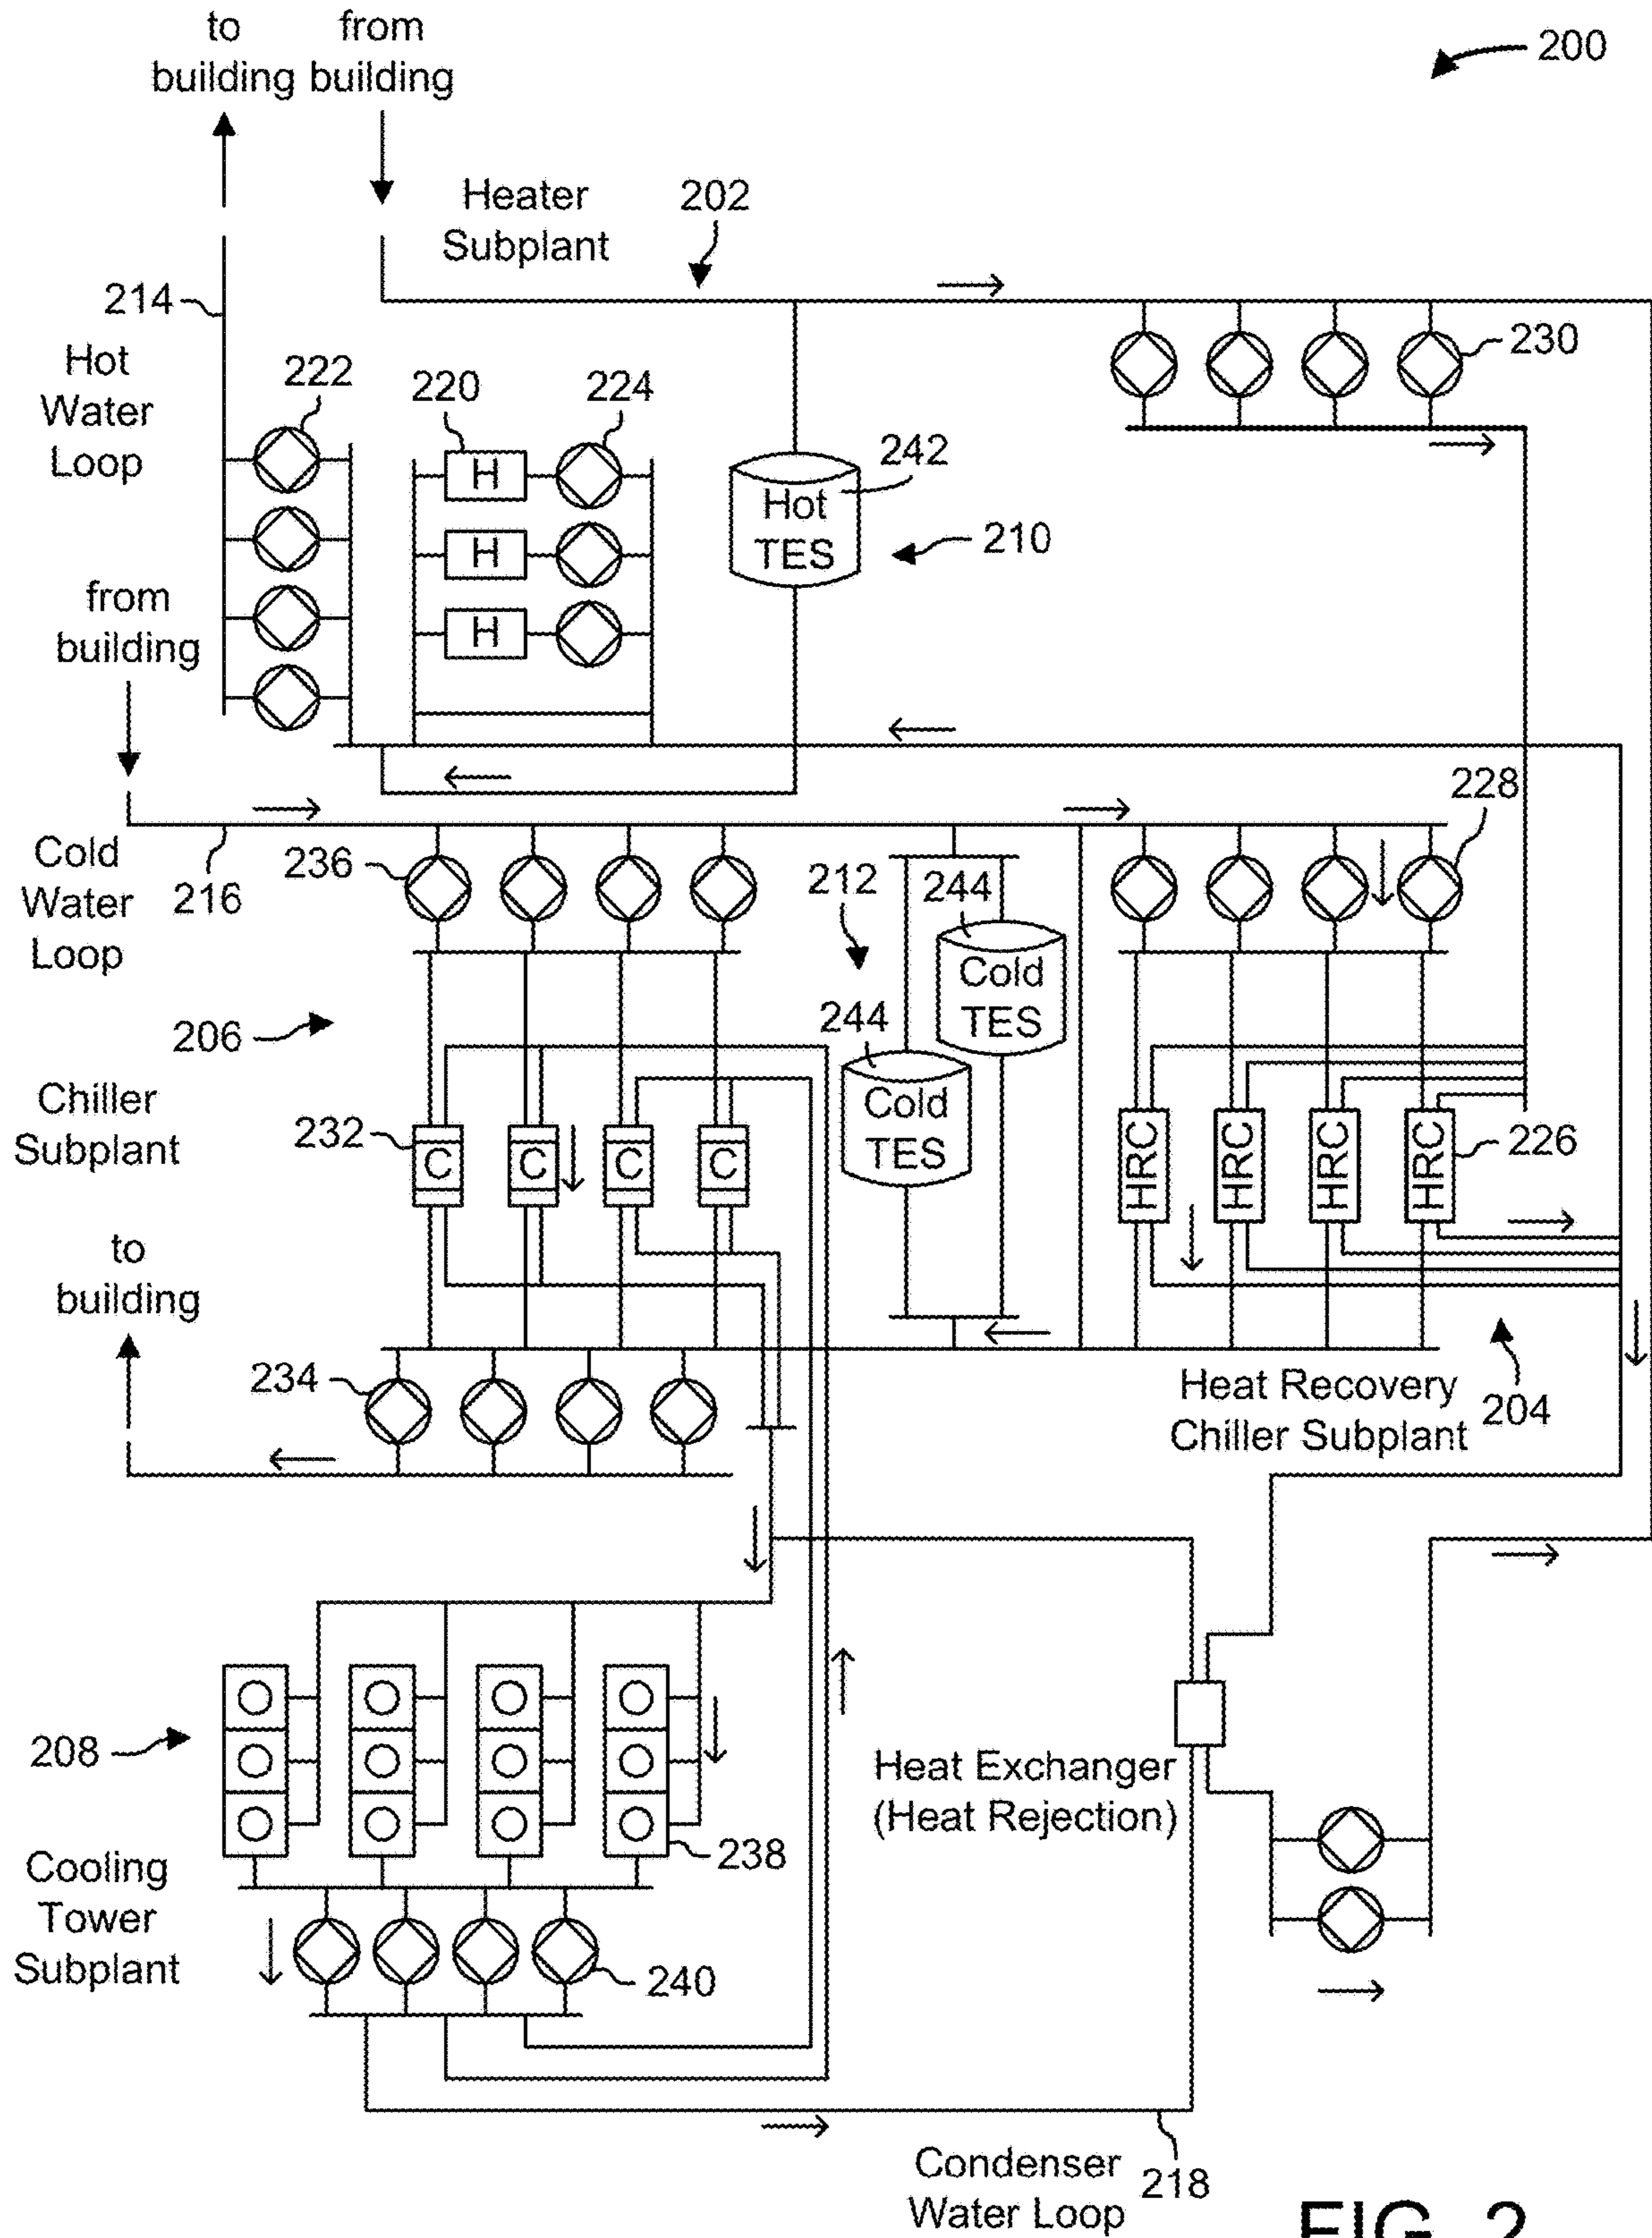 to
building
from
building
200
Heater
Subplant
202
214
Hot
Water
Loop
222
220
224
230
H
H
H
Hot
TES
242
210
from
building
228
Cold
Water
Loop
216
236
212
244
Cold
TES
244
Cold
TES
206
Chiller
Subplant
232
C
C
C
C
HRC
HRC
HRC
HRC
226
to
building
234
Heat Recovery
Chiller Subplant
204
208
Heat Exchanger
(Heat Rejection)
238
Cooling
Tower
Subplant
240
Condenser
Water Loop
218
FIG. 2